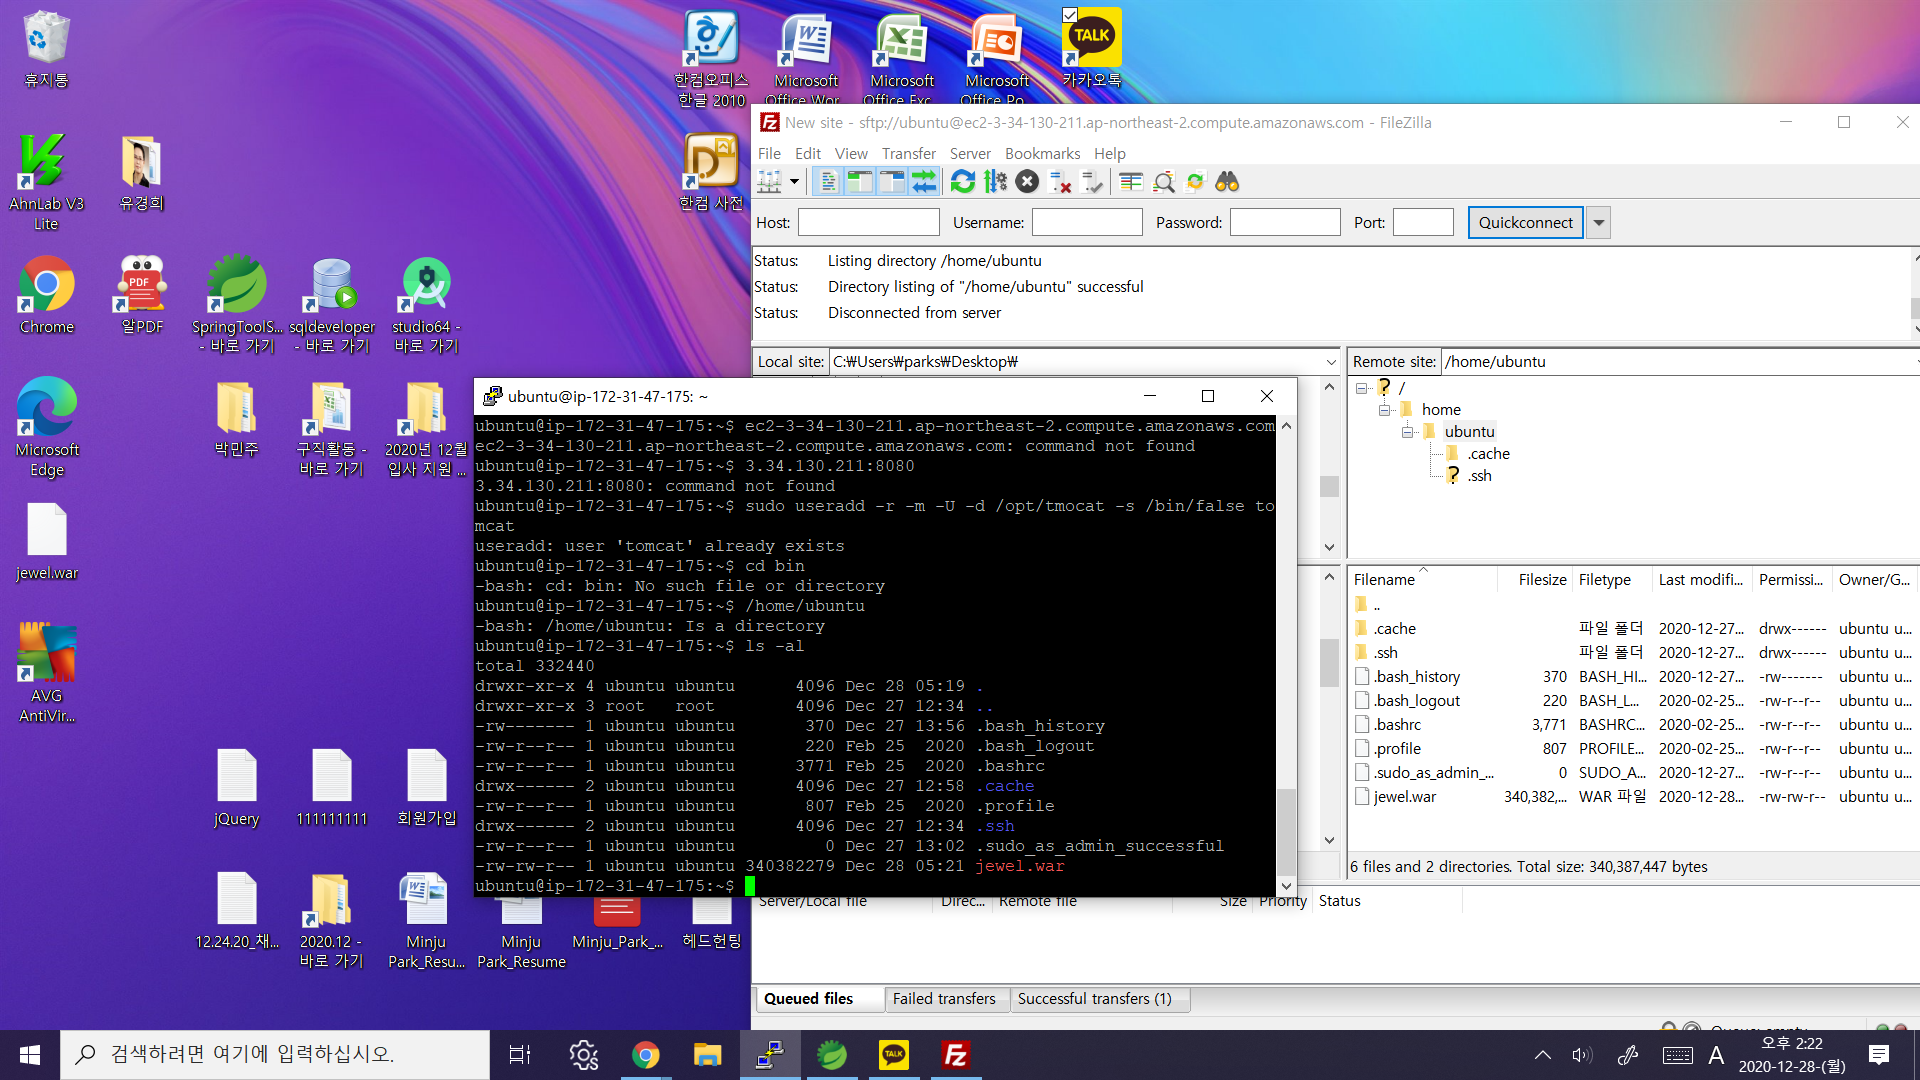 휴지통
한컴오피스
한글 2010
Microsoft
Office Wor
Microsoft
Office Exc
Microsoft
Office Po
TALK
카카오톡
AhnLab V3
Lite
유경희
한컴 사전
Chrome
PDF
알PDF
SpringToolS...
- 바로 가기
sqldeveloper
- 바로 가기
studio64 -
바로 가기
Microsoft
Edge
박민주
구직활동 -
바로 가기
2020년 12월
입사 지원 ...
jewel.war
AVG
AntiVir...
jQuery
111111111
회원가입
12.24.20_채...
2020.12 -
바로 가기
Minju
Park_Resu...
Minju
Park_Resume
Minju_Park_...
헤드헌팅
New site - sftp://ubuntu@ec2-3-34-130-211.ap-northeast-2.compute.amazonaws.com - FileZilla
File Edit View Transfer Server Bookmarks Help
Host: Username: Password: Port: Quickconnect
Status: Listing directory /home/ubuntu
Status: Directory listing of "/home/ubuntu" successful
Status: Disconnected from server
Local site: C:₩Users₩parks₩Desktop₩
Remote site: /home/ubuntu
/
home
ubuntu
.cache
.ssh
Filename Filesize Filetype Last modifi... Permissi... Owner/G...
..
.cache 파일 폴더 2020-12-27... drwx------ ubuntu u...
.ssh 파일 폴더 2020-12-27... drwx------ ubuntu u...
.bash_history 370 BASH_HI... 2020-12-27... -rw------- ubuntu u...
.bash_logout 220 BASH_L... 2020-02-25... -rw-r--r-- ubuntu u...
.bashrc 3,771 BASHRC... 2020-02-25... -rw-r--r-- ubuntu u...
.profile 807 PROFILE... 2020-02-25... -rw-r--r-- ubuntu u...
.sudo_as_admin_... 0 SUDO_A... 2020-12-27... -rw-r--r-- ubuntu u...
jewel.war 340,382,... WAR 파일 2020-12-28... -rw-rw-r-- ubuntu u...
6 files and 2 directories. Total size: 340,387,447 bytes
ubuntu@ip-172-31-47-175: ~
ubuntu@ip-172-31-47-175:~$ ec2-3-34-130-211.ap-northeast-2.compute.amazonaws.com
ec2-3-34-130-211.ap-northeast-2.compute.amazonaws.com: command not found
ubuntu@ip-172-31-47-175:~$ 3.34.130.211:8080
3.34.130.211:8080: command not found
ubuntu@ip-172-31-47-175:~$ sudo useradd -r -m -U -d /opt/tmocat -s /bin/false to
mcat
useradd: user 'tomcat' already exists
ubuntu@ip-172-31-47-175:~$ cd bin
-bash: cd: bin: No such file or directory
ubuntu@ip-172-31-47-175:~$ /home/ubuntu
-bash: /home/ubuntu: Is a directory
ubuntu@ip-172-31-47-175:~$ ls -al
total 332440
drwxr-xr-x 4 ubuntu ubuntu 4096 Dec 28 05:19 .
drwxr-xr-x 3 root root 4096 Dec 27 12:34 ..
-rw------- 1 ubuntu ubuntu 370 Dec 27 13:56 .bash_history
-rw-r--r-- 1 ubuntu ubuntu 220 Feb 25 2020 .bash_logout
-rw-r--r-- 1 ubuntu ubuntu 3771 Feb 25 2020 .bashrc
drwx------ 2 ubuntu ubuntu 4096 Dec 27 12:58 .cache
-rw-r--r-- 1 ubuntu ubuntu 807 Feb 25 2020 .profile
drwx------ 2 ubuntu ubuntu 4096 Dec 27 12:34 .ssh
-rw-r--r-- 1 ubuntu ubuntu 0 Dec 27 13:02 .sudo_as_admin_successful
-rw-rw-r-- 1 ubuntu ubuntu 340382279 Dec 28 05:21 jewel.war
ubuntu@ip-172-31-47-175:~$
Server/Local file Direc... Remote file Size Priority Status
Queued files Failed transfers Successful transfers (1)
Queue: empty
검색하려면 여기에 입력하십시오.
TALK
A
오후 2:22
2020-12-28-(월)